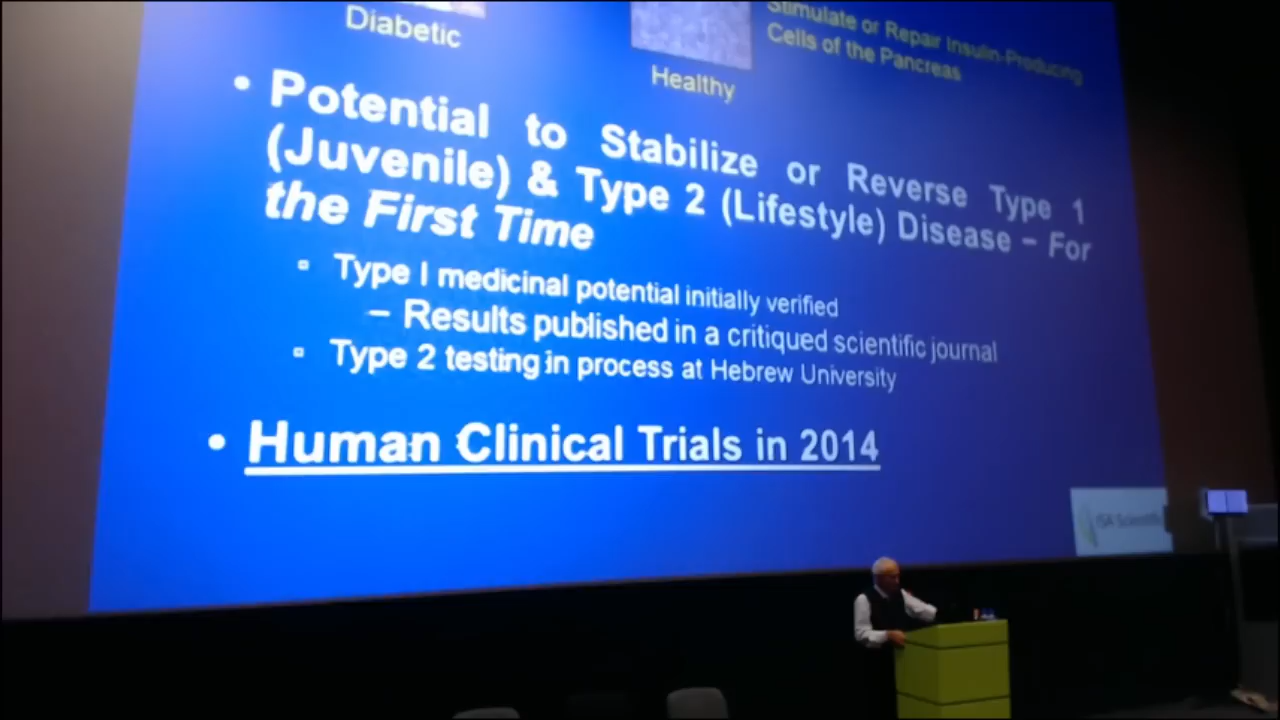 Diabetic
Healthy
Stimulate or Repair Insulin-Producing
Cells of the Pancreas
• Potential to Stabilize or Reverse Type 1
(Juvenile) & Type 2 (Lifestyle) Disease – For
the First Time
▫ Type I medicinal potential initially verified
– Results published in a critiqued scientific journal
▫ Type 2 testing in process at Hebrew University
• Human Clinical Trials in 2014
ISA Scientific